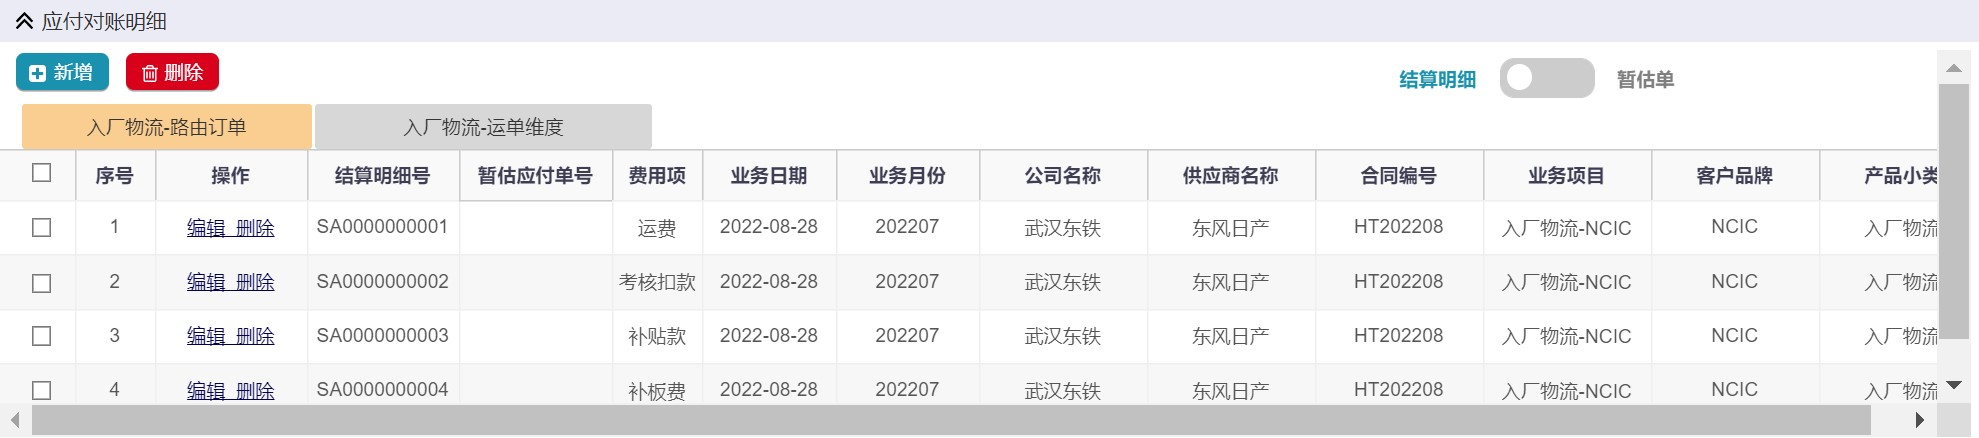 应付对账明细
新增 删除 结算明细 暂估单
入厂物流-路由订单 入厂物流-运单维度
序号 操作 结算明细号 暂估应付单号 费用项 业务日期 业务月份 公司名称 供应商名称 合同编号 业务项目 客户品牌 产品小类
1 编辑 删除 SA0000000001 运费 2022-08-28 202207 武汉东铁 东风日产 HT202208 入厂物流-NCIC NCIC 入厂物流
2 编辑 删除 SA0000000002 考核扣款 2022-08-28 202207 武汉东铁 东风日产 HT202208 入厂物流-NCIC NCIC 入厂物流
3 编辑 删除 SA0000000003 补贴款 2022-08-28 202207 武汉东铁 东风日产 HT202208 入厂物流-NCIC NCIC 入厂物流
4 编辑 删除 SA0000000004 补板费 2022-08-28 202207 武汉东铁 东风日产 HT202208 入厂物流-NCIC NCIC 入厂物流